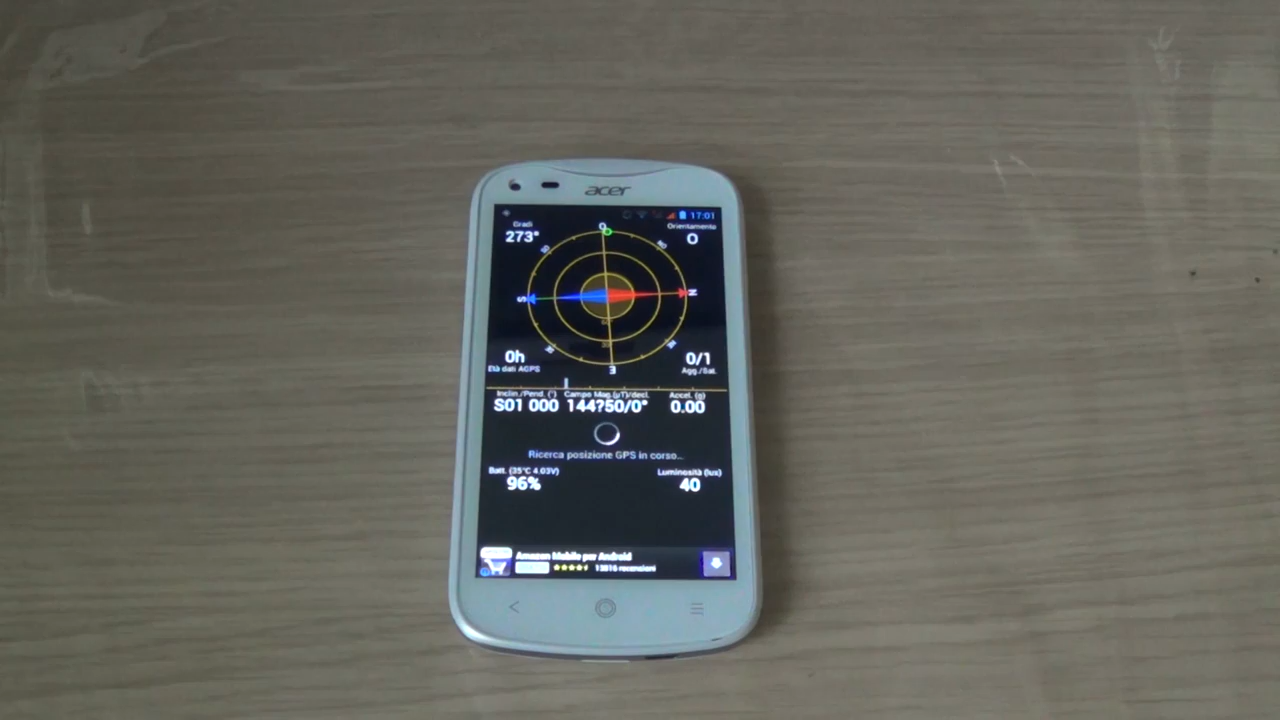 acer
17:01
Gradi
Orientamento
273°
O
O
S
N
E
0h
0/1
Età dati AGPS
Agg./Sat.
Inclin./Pend. (°) Campo Mag.(µT)/decl. Accel. (g)
S01 000 144?50/0° 0.00
Ricerca posizione GPS in corso...
Batt. (35°C 4.03V)
Luminosità (lux)
96%
40
Amazon Mobile per Android
13816 recensioni